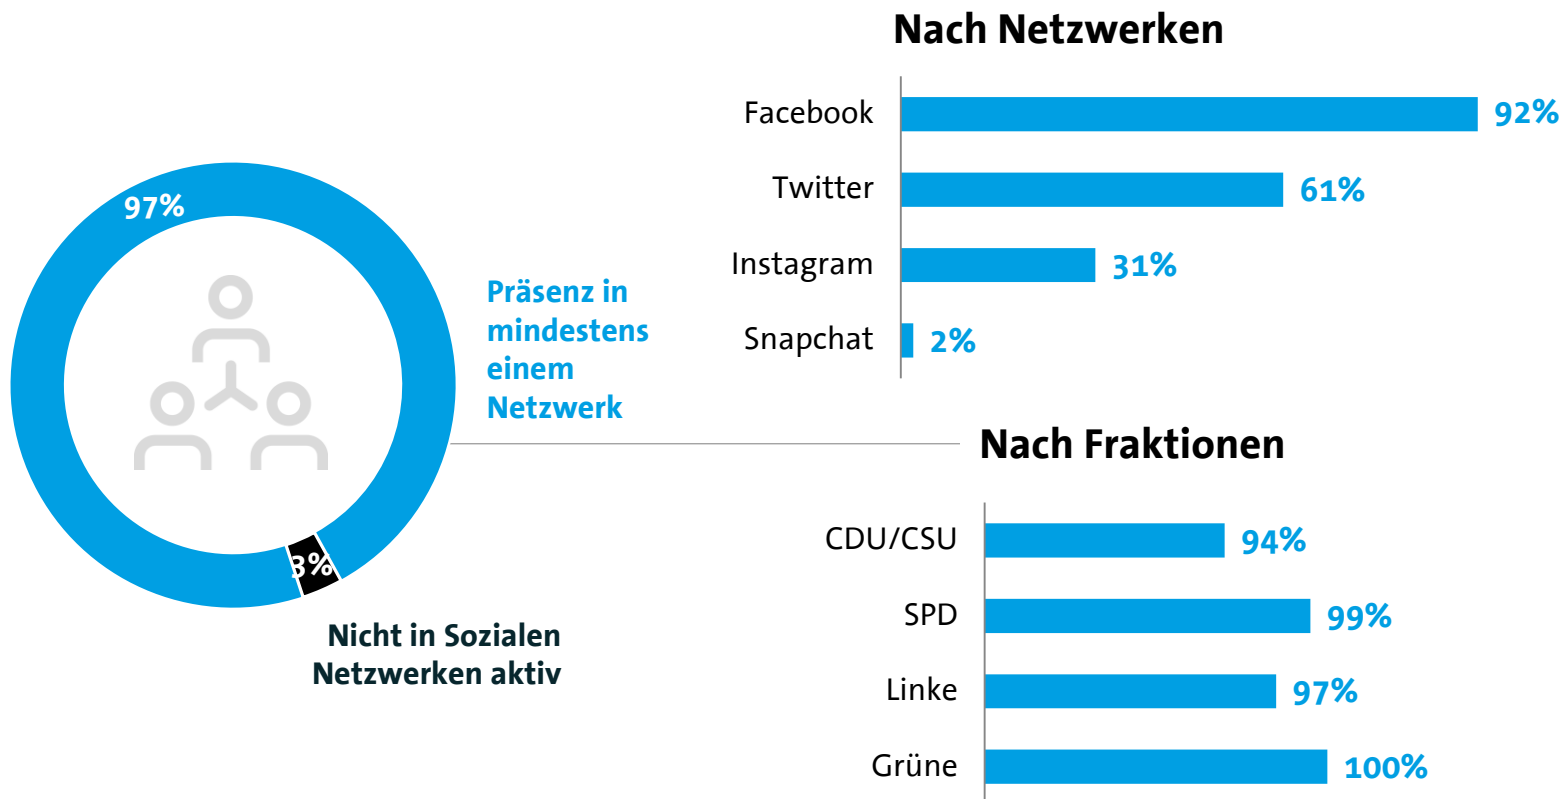 97%
3%
Präsenz in
mindestens
einem
Netzwerk
Nicht in Sozialen
Netzwerken aktiv
Nach Netzwerken
Facebook 92%
Twitter 61%
Instagram 31%
Snapchat 2%
Nach Fraktionen
CDU/CSU 94%
SPD 99%
Linke 97%
Grüne 100%